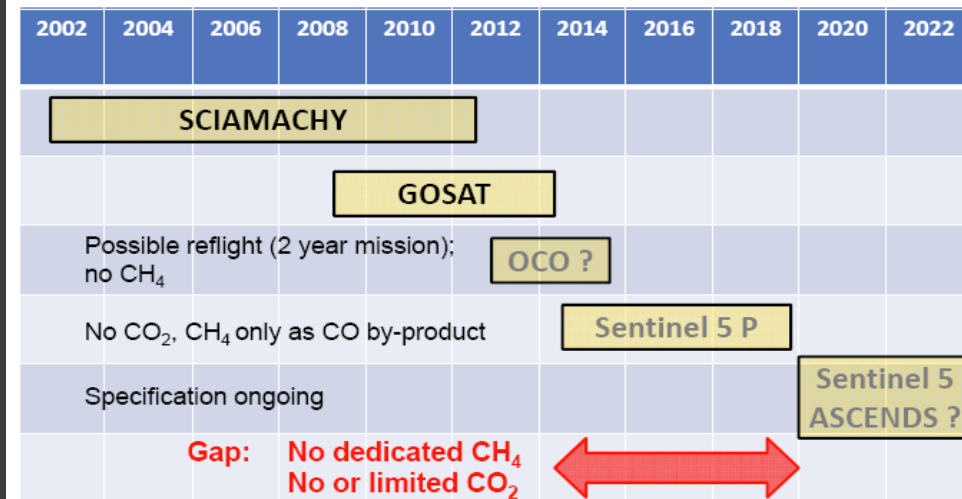 2002 2004 2006 2008 2010 2012 2014 2016 2018 2020 2022
SCIAMACHY
GOSAT
Possible reflight (2 year mission);
no CH₄
OCO ?
No CO₂, CH₄ only as CO by-product
Sentinel 5 P
Specification ongoing
Sentinel 5
ASCENDS ?
Gap: No dedicated CH₄
No or limited CO₂